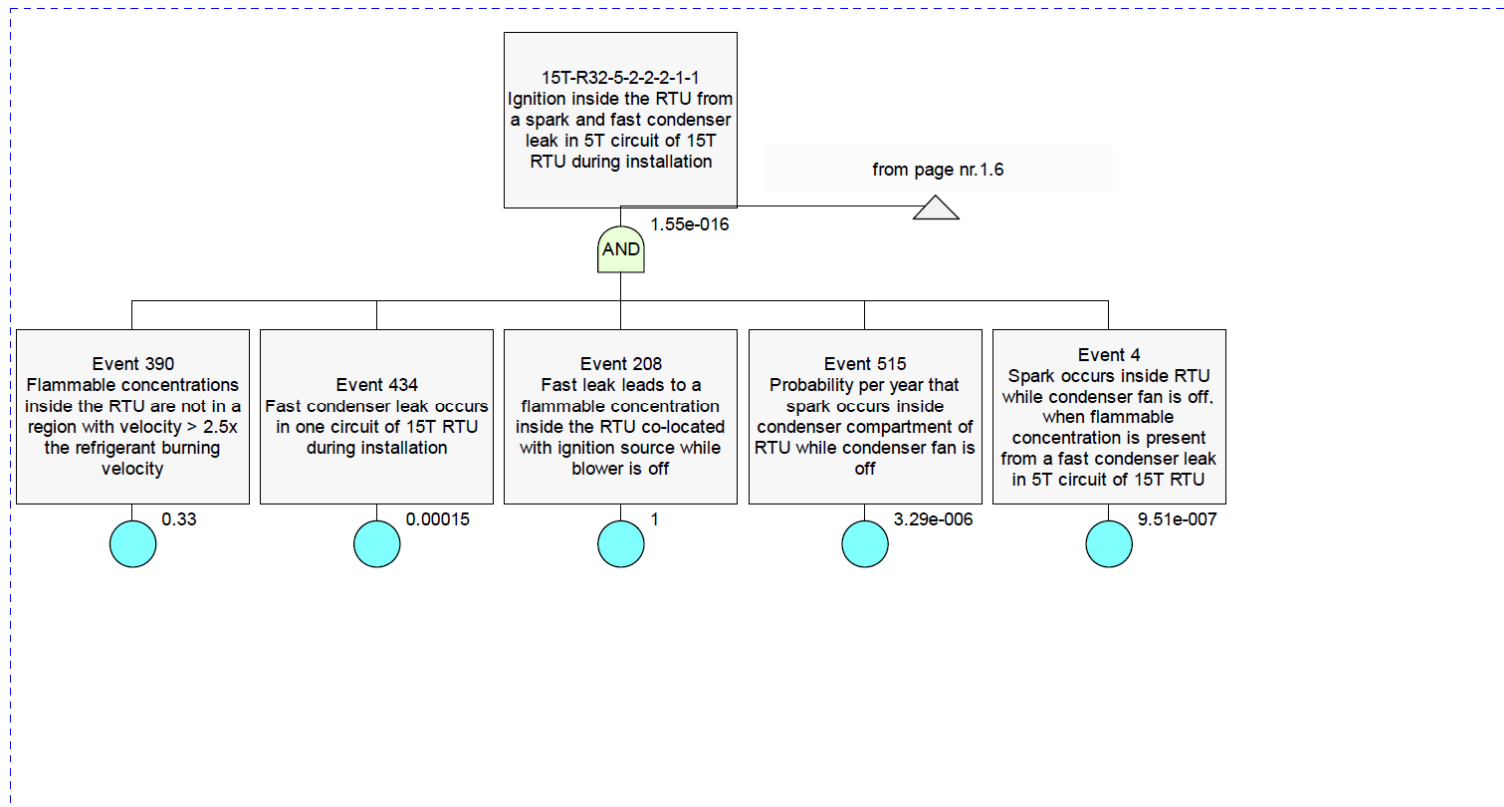 15T-R32-5-2-2-2-1-1
Ignition inside the RTU from
a spark and fast condenser
leak in 5T circuit of 15T
RTU during installation
from page nr.1.6
1.55e-016
AND
Event 390
Flammable concentrations
inside the RTU are not in a
region with velocity > 2.5x
the refrigerant burning
velocity
0.33
Event 434
Fast condenser leak occurs
in one circuit of 15T RTU
during installation
0.00015
Event 208
Fast leak leads to a
flammable concentration
inside the RTU co-located
with ignition source while
blower is off
1
Event 515
Probability per year that
spark occurs inside
condenser compartment of
RTU while condenser fan is
off
3.29e-006
Event 4
Spark occurs inside RTU
while condenser fan is off,
when flammable
concentration is present
from a fast condenser leak
in 5T circuit of 15T RTU
9.51e-007